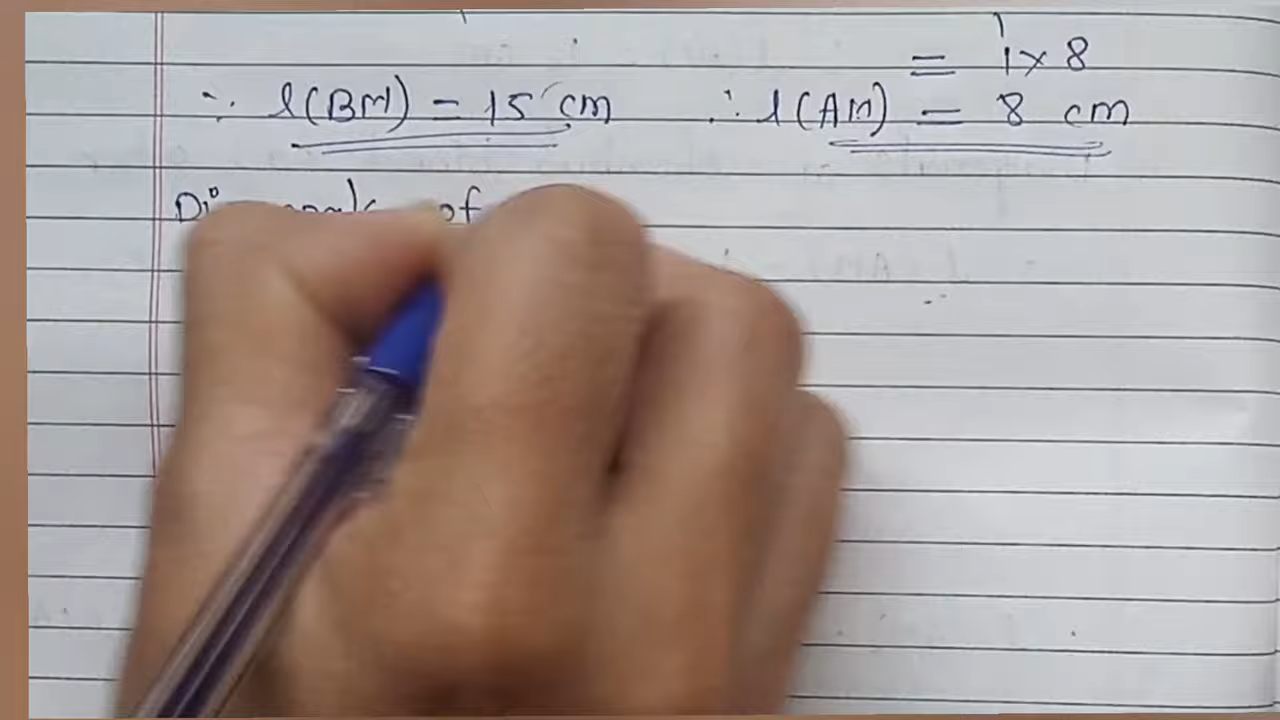 = 1 × 8
∴ l(BM) = 15 cm ∴ l(AM) = 8 cm
of